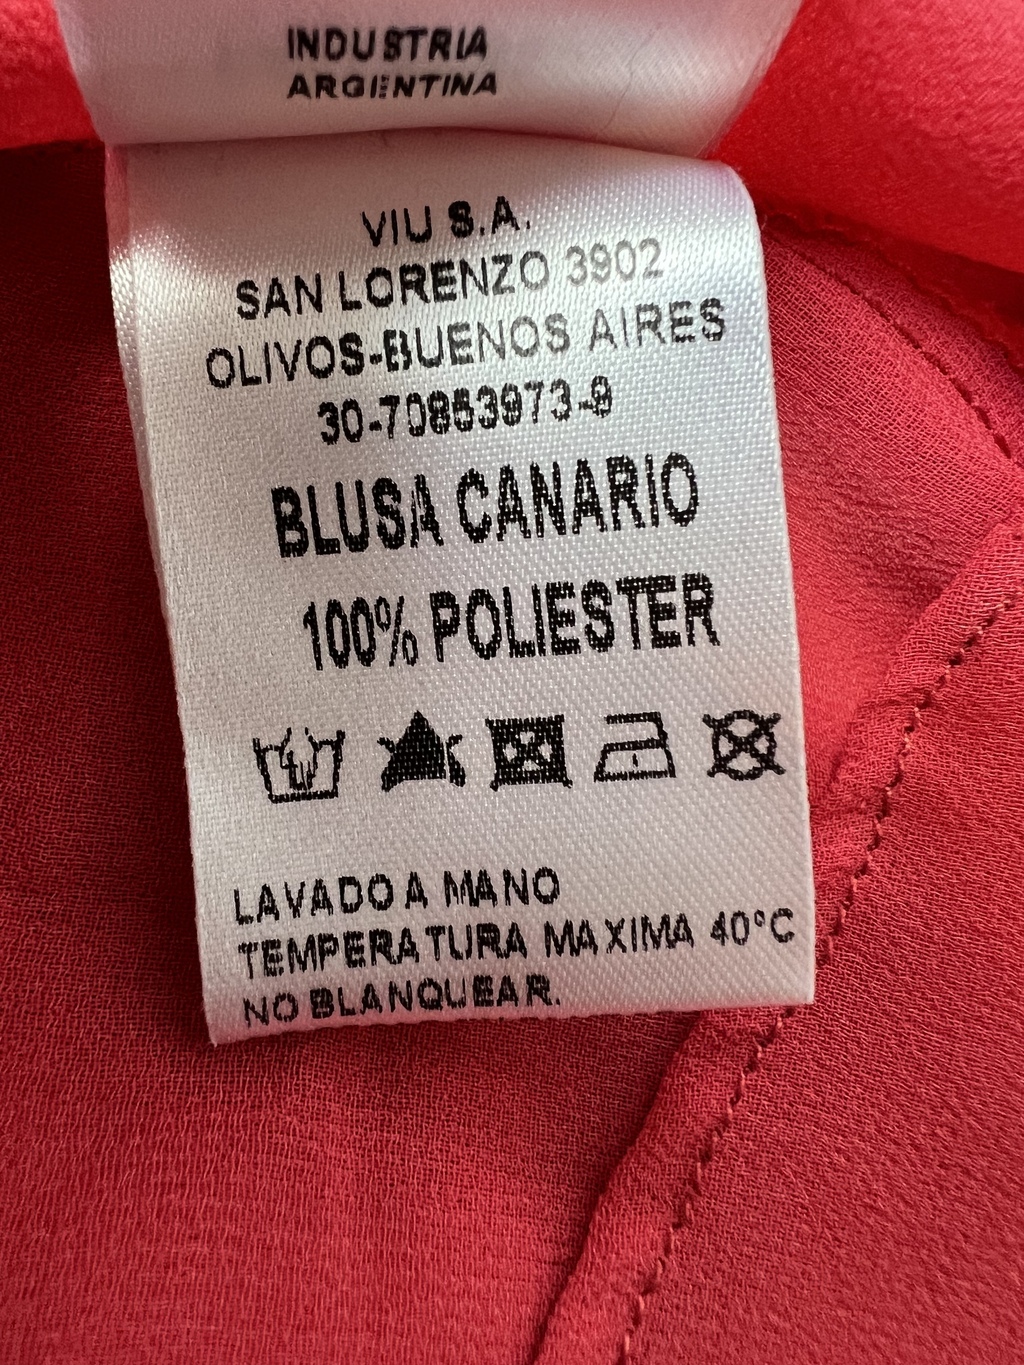 INDUSTRIA
ARGENTINA
VIU S.A.
SAN LORENZO 3902
OLIVOS-BUENOS AIRES
30-70853973-9
BLUSA CANARIO
100% POLIESTER
LAVADO A MANO
TEMPERATURA MAXIMA 40°C
NO BLANQUEAR.